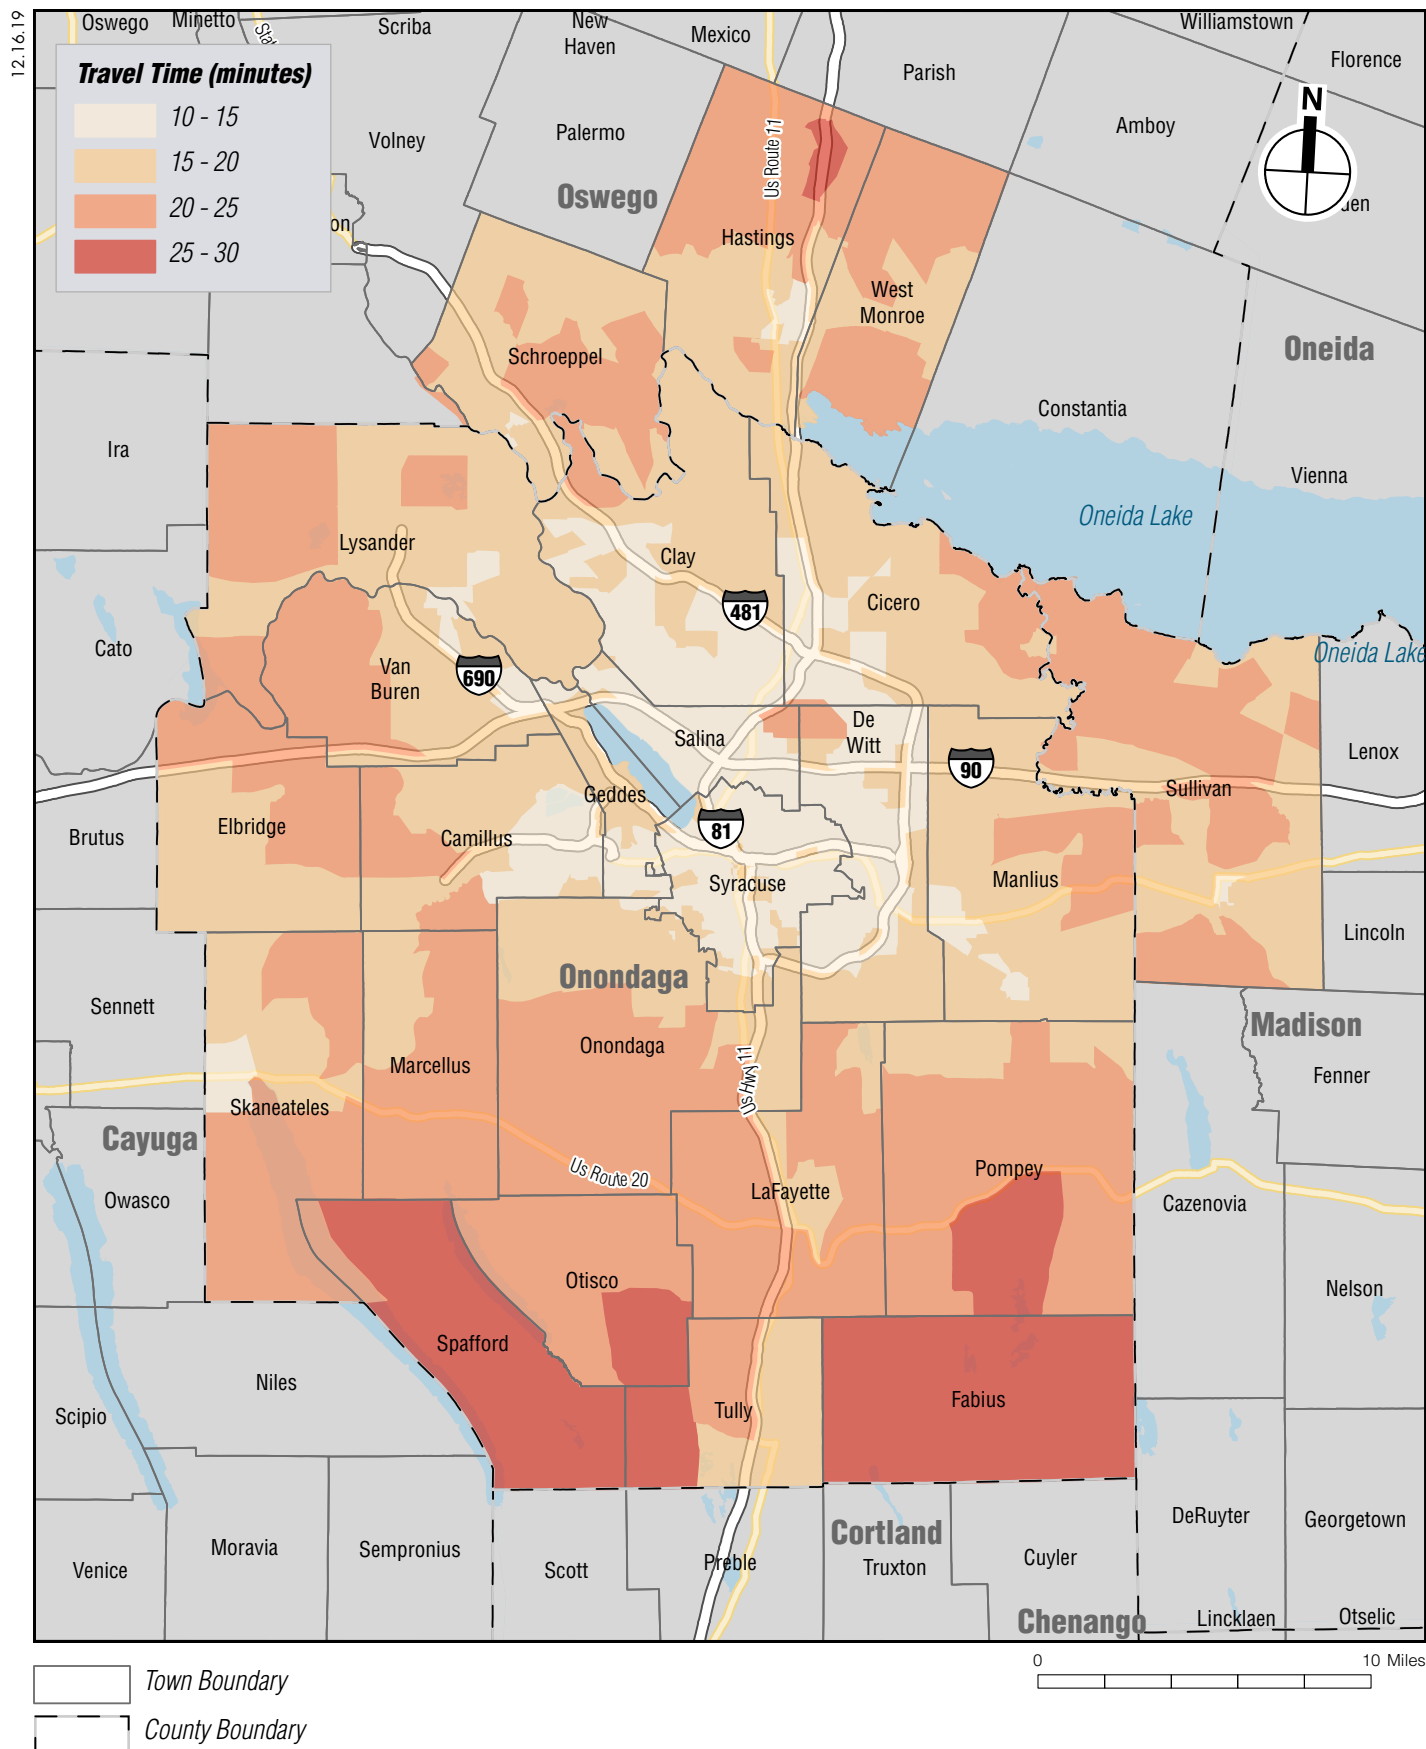 12.16.19
Oswego
Minetto
Scriba
New
Haven
Mexico
Williamstown
Florence
Travel Time (minutes)
10 - 15
15 - 20
20 - 25
25 - 30
Parish
N
Volney
Palermo
Amboy
Us Route 11
Oswego
Hastings
West
Monroe
Oneida
Schroeppel
Constantia
Ira
Vienna
Oneida Lake
Lysander
Clay
481
Cicero
Cato
Van
Buren
690
Oneida Lake
Salina
De
Witt
Lenox
90
Sullivan
Geddes
Brutus
Elbridge
Camillus
81
Syracuse
Manlius
Lincoln
Onondaga
Sennett
Madison
Onondaga
Marcellus
Us Hwy 11
Fenner
Skaneateles
Cayuga
Us Route 20
Pompey
LaFayette
Owasco
Cazenovia
Otisco
Nelson
Spafford
Niles
Fabius
Tully
Scipio
DeRuyter
Georgetown
Cortland
Moravia
Sempronius
Preble
Cuyler
Venice
Scott
Truxton
Chenango
Lincklaen
Otselic
0
10 Miles
Town Boundary
County Boundary